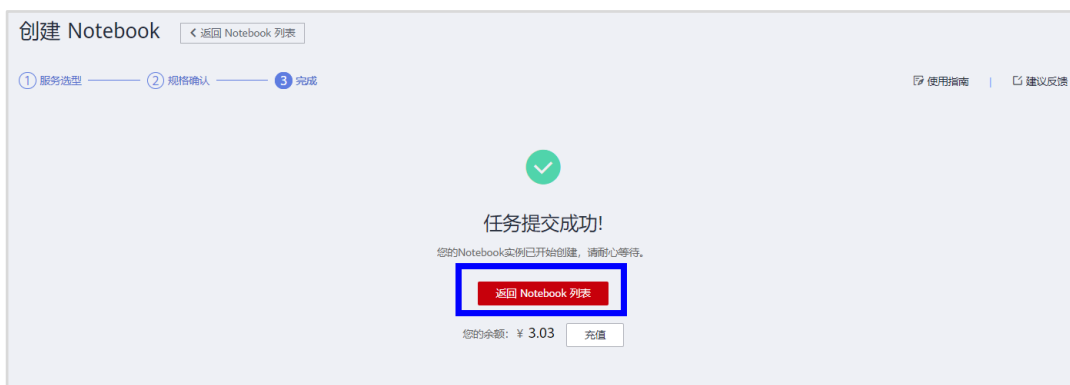 创建 Notebook
返回 Notebook 列表
1 服务选型 2 规格确认 3 完成
使用指南 | 建议反馈
任务提交成功!
您的Notebook实例已开始创建，请耐心等待。
返回 Notebook 列表
您的余额：¥ 3.03 充值